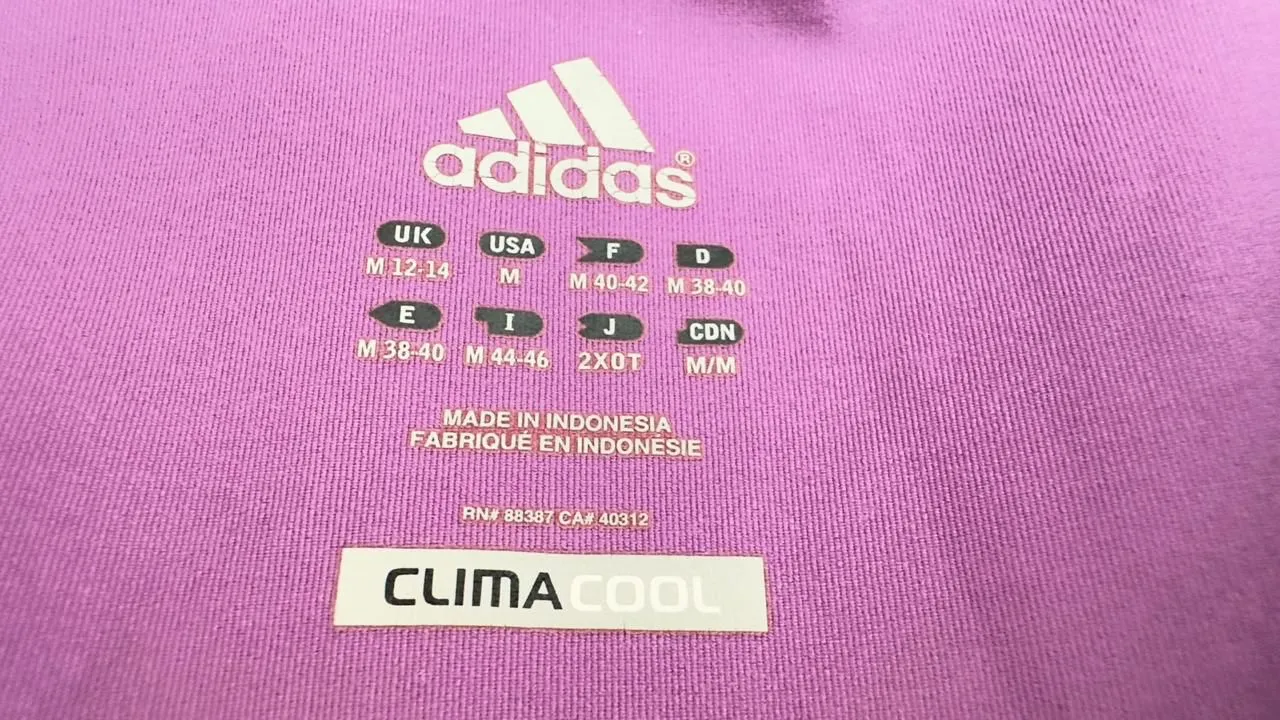 adidas®
UK USA F D
M 12-14 M M 40-42 M 38-40
E I J CDN
M 38-40 M 44-46 2XOT M/M
MADE IN INDONESIA
FABRIQUÉ EN INDONÉSIE
RN# 88387 CA# 40312
CLIMACOOL